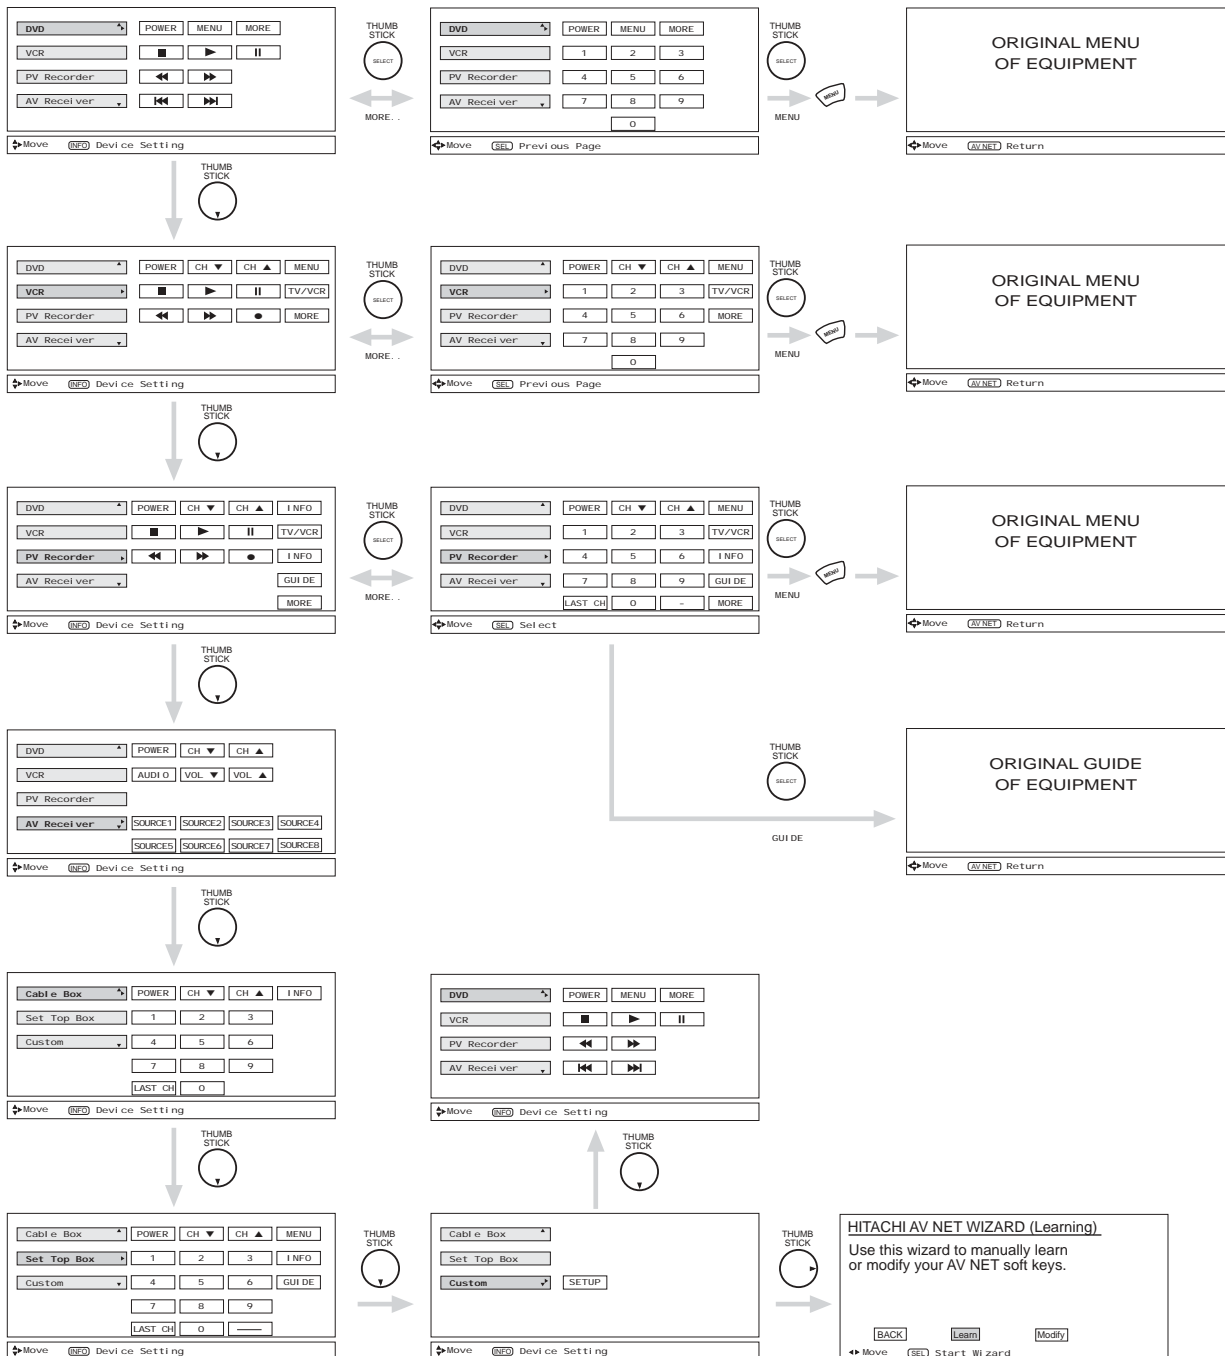 DVD POWER MENU MORE
VCR
PV Recorder
AV Receiver
Move INFO Device Setting
THUMB
STICK
SELECT
MORE..
DVD POWER MENU MORE
VCR 1 2 3
PV Recorder 4 5 6
AV Receiver 7 8 9
0
Move SEL Previous Page
THUMB
STICK
SELECT
MENU
MENU
ORIGINAL MENU
OF EQUIPMENT
Move AV NET Return
THUMB
STICK
DVD POWER CH ▼ CH ▲ MENU
VCR TV/VCR
PV Recorder MORE
AV Receiver
Move INFO Device Setting
THUMB
STICK
SELECT
MORE..
DVD POWER CH ▼ CH ▲ MENU
VCR 1 2 3 TV/VCR
PV Recorder 4 5 6 MORE
AV Receiver 7 8 9
0
Move SEL Previous Page
THUMB
STICK
SELECT
MENU
MENU
ORIGINAL MENU
OF EQUIPMENT
Move AV NET Return
THUMB
STICK
DVD POWER CH ▼ CH ▲ INFO
VCR TV/VCR
PV Recorder INFO
AV Receiver GUIDE
MORE
Move INFO Device Setting
THUMB
STICK
SELECT
MORE..
DVD POWER CH ▼ CH ▲ MENU
VCR 1 2 3 TV/VCR
PV Recorder 4 5 6 INFO
AV Receiver 7 8 9 GUIDE
LAST CH 0 - MORE
Move SEL Select
THUMB
STICK
SELECT
MENU
MENU
ORIGINAL MENU
OF EQUIPMENT
Move AV NET Return
THUMB
STICK
DVD POWER CH ▼ CH ▲
VCR AUDIO VOL ▼ VOL ▲
PV Recorder
AV Receiver SOURCE1 SOURCE2 SOURCE3 SOURCE4
SOURCE5 SOURCE6 SOURCE7 SOURCE8
Move INFO Device Setting
THUMB
STICK
SELECT
GUIDE
ORIGINAL GUIDE
OF EQUIPMENT
Move AV NET Return
THUMB
STICK
Cable Box POWER CH ▼ CH ▲ INFO
Set Top Box 1 2 3
Custom 4 5 6
7 8 9
LAST CH 0
Move INFO Device Setting
DVD POWER MENU MORE
VCR
PV Recorder
AV Receiver
Move INFO Device Setting
THUMB
STICK
THUMB
STICK
Cable Box POWER CH ▼ CH ▲ MENU
Set Top Box 1 2 3 INFO
Custom 4 5 6 GUIDE
7 8 9
LAST CH 0 —
Move INFO Device Setting
THUMB
STICK
Cable Box
Set Top Box
Custom SETUP
Move INFO Device Setting
THUMB
STICK
HITACHI AV NET WIZARD (Learning)
Use this wizard to manually learn
or modify your AV NET soft keys.
BACK Learn Modify
Move SEL Start Wizard